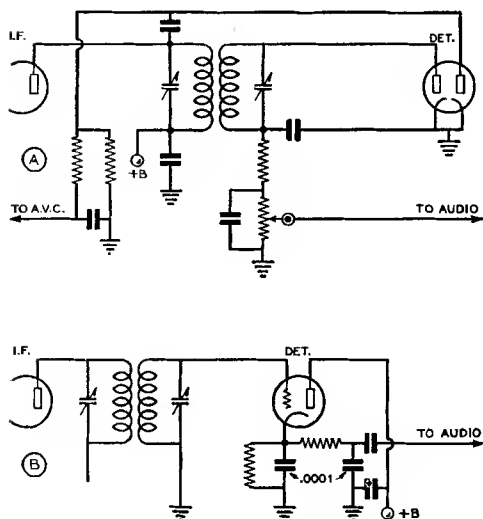 I.F.
DET.
A
+B
TO A.V.C.
TO AUDIO
I.F.
DET.
B
TO AUDIO
.0001
+B